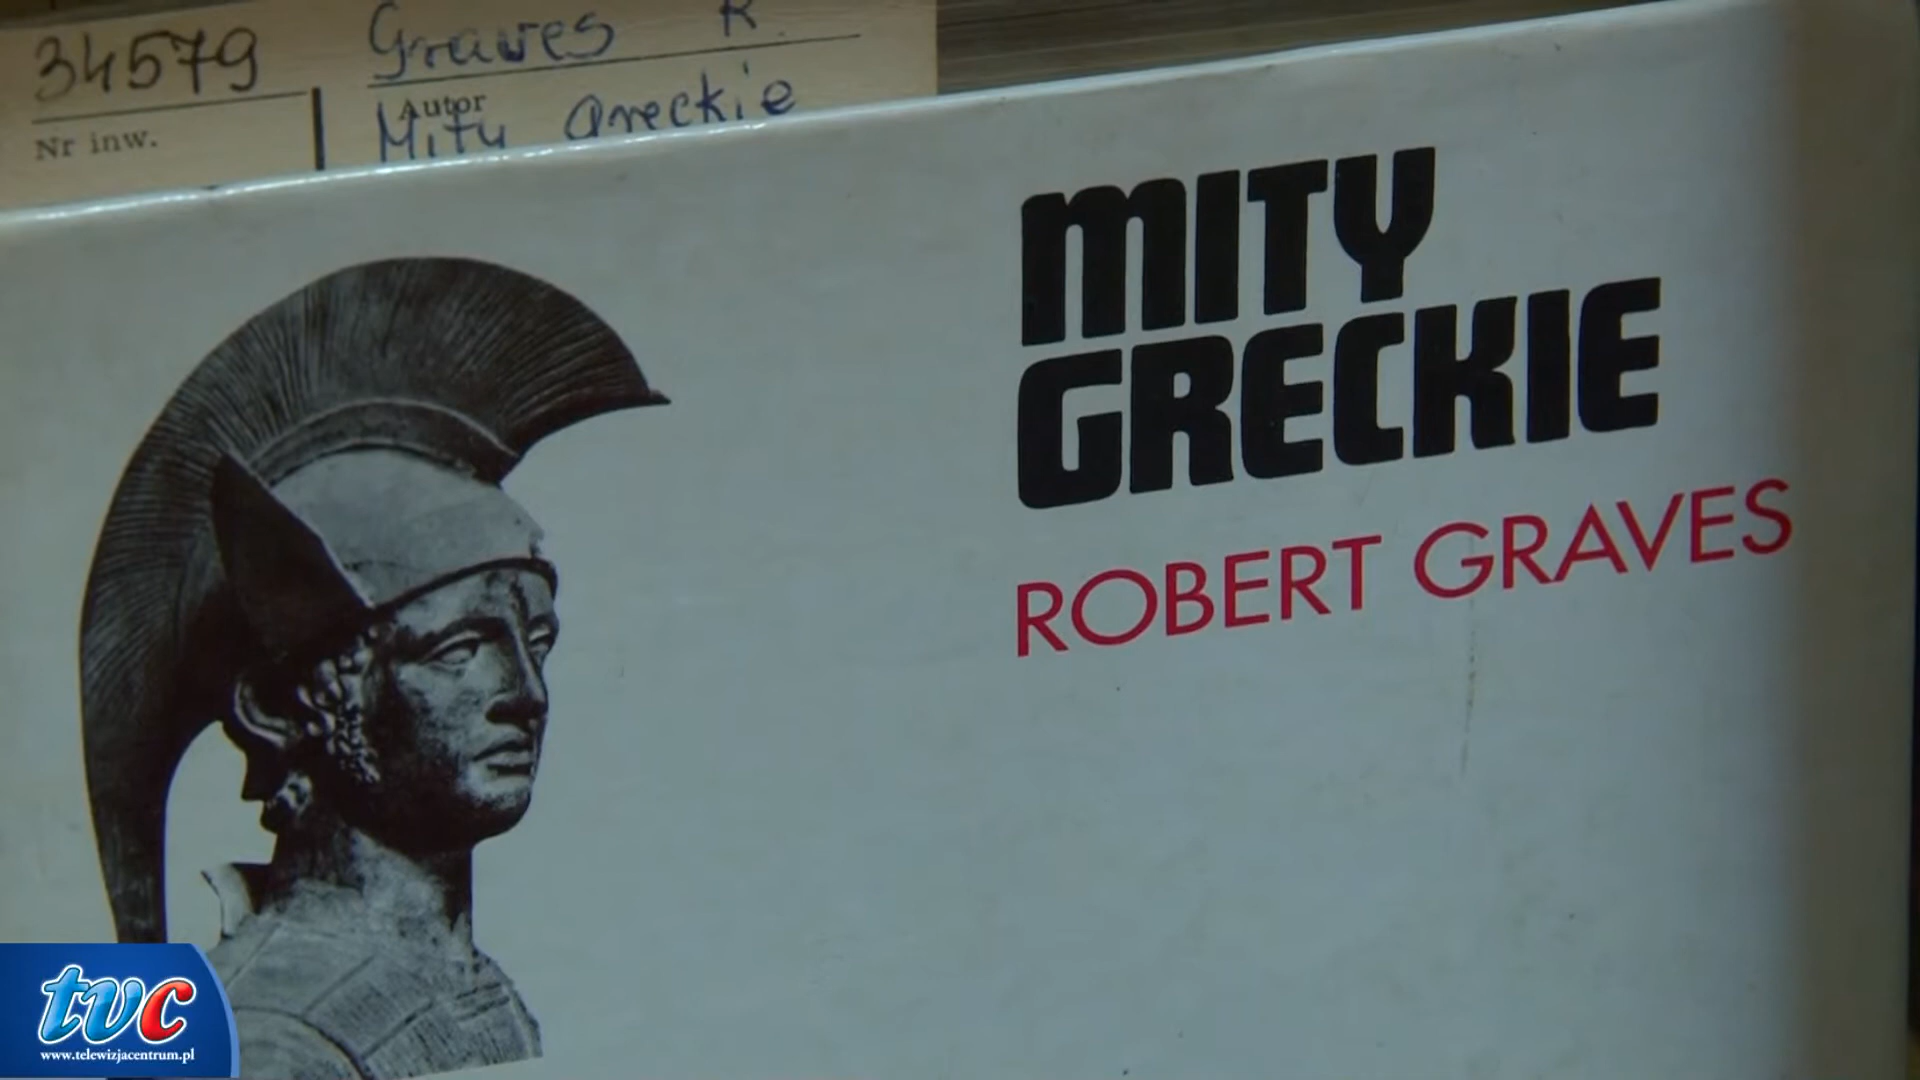 34579
Graves R.
Nr inw.
Autor
Mity Greckie
MITY
GRECKIE
ROBERT GRAVES
tvc
www.telewizjacentrum.pl